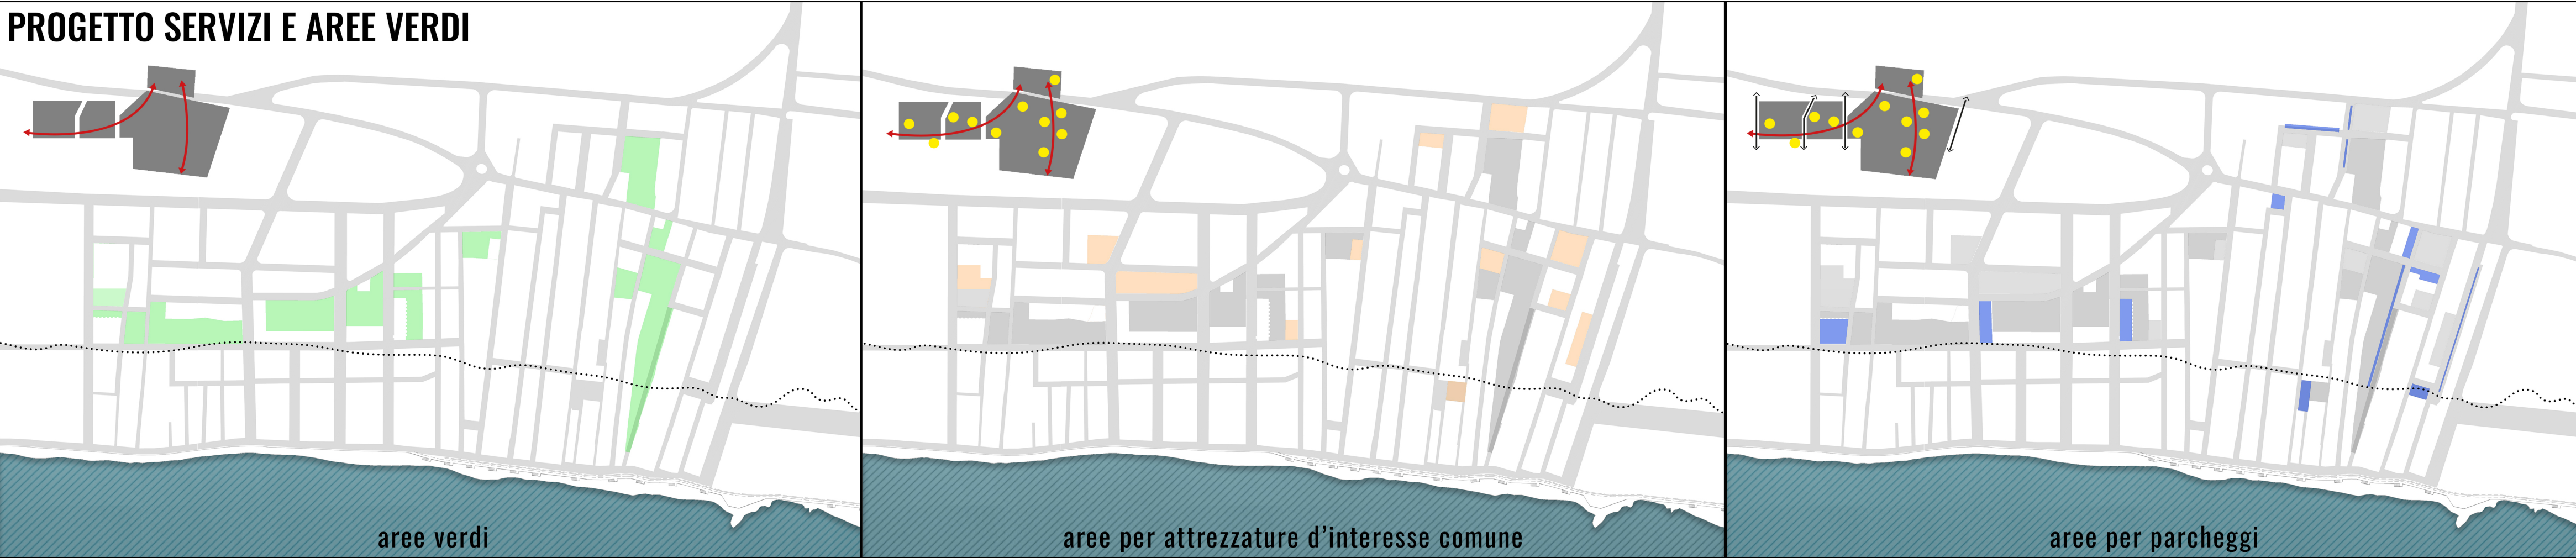 PROGETTO SERVIZI E AREE VERDI
aree verdi
aree per attrezzature d'interesse comune
aree per parcheggi